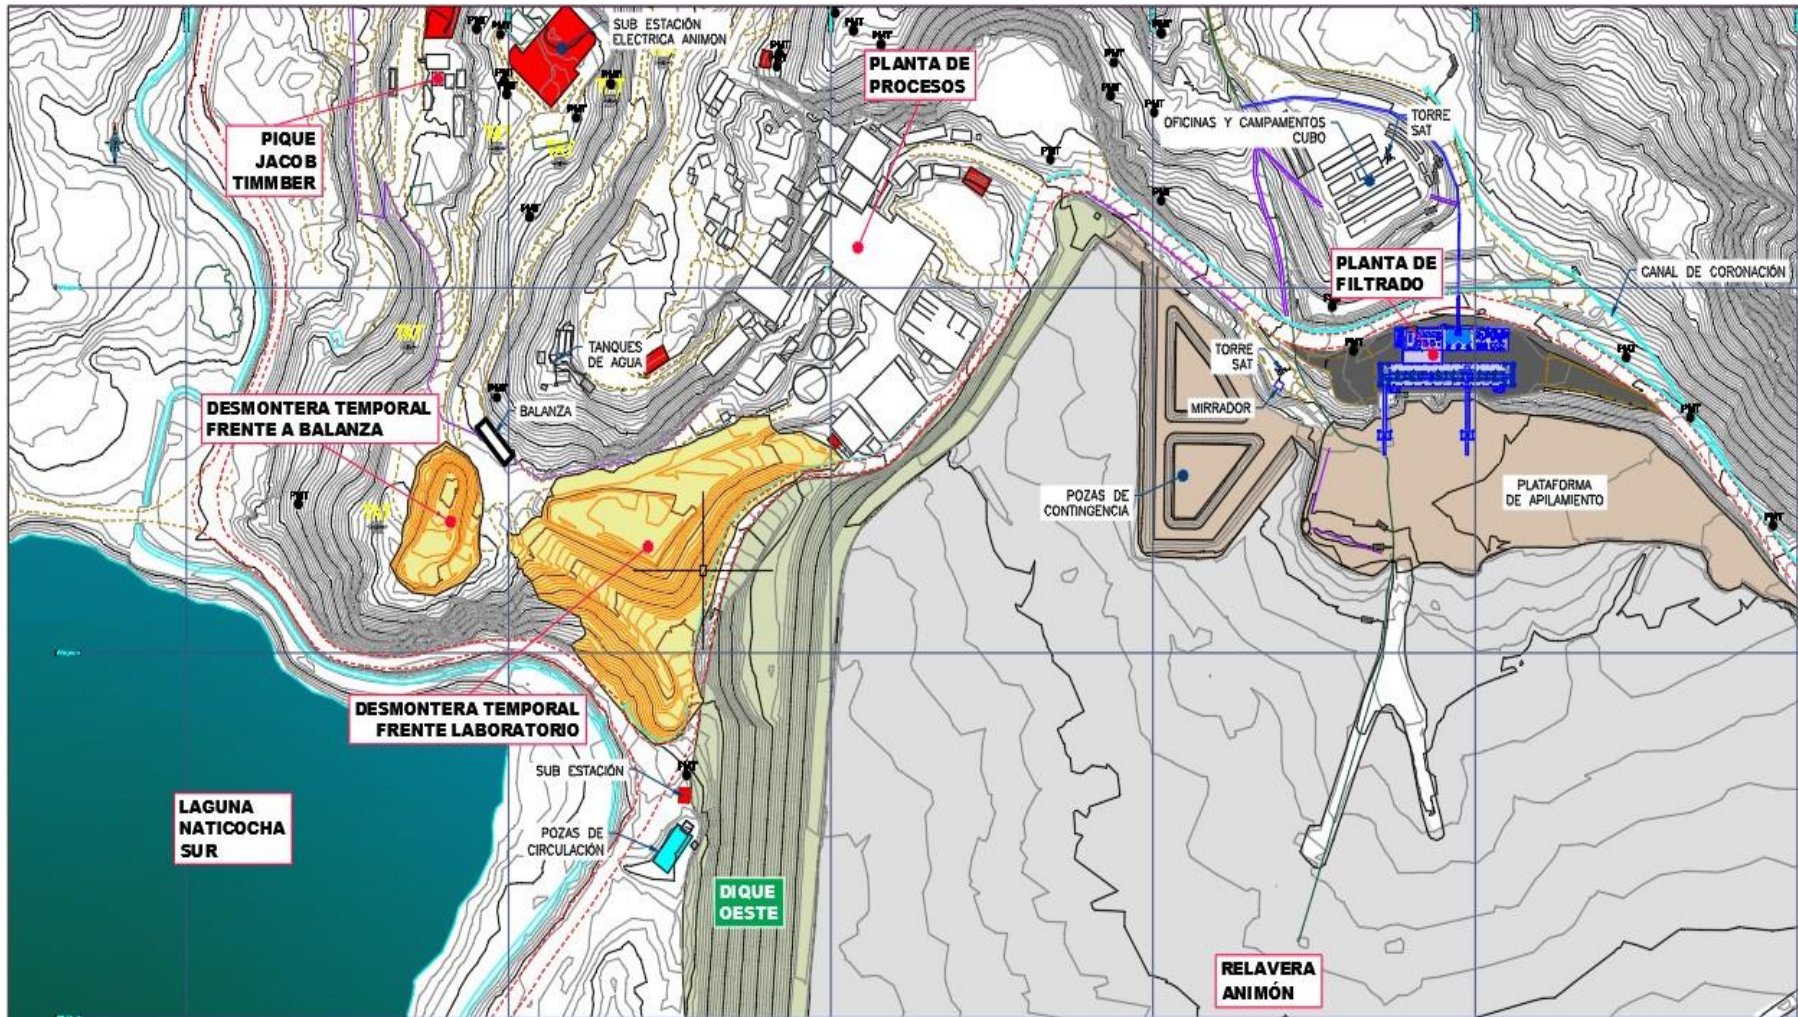 SUB ESTACIÓN
ELECTRICA ANIMON
PLANTA DE
PROCESOS
OFICINAS Y CAMPAMENTOS
CUBO
TORRE
SAT
PIQUE
JACOB
TIMMBER
PLANTA DE
FILTRADO
CANAL DE CORONACIÓN
TANQUES
DE AGUA
TORRE
SAT
MIRRADOR
BALANZA
DESMONTERA TEMPORAL
FRENTE A BALANZA
POZAS DE
CONTINGENCIA
PLATAFORMA
DE APILAMIENTO
DESMONTERA TEMPORAL
FRENTE LABORATORIO
SUB ESTACIÓN
POZAS DE
CIRCULACIÓN
LAGUNA
NATICOCHA
SUR
DIQUE
OESTE
RELAVERA
ANIMÓN